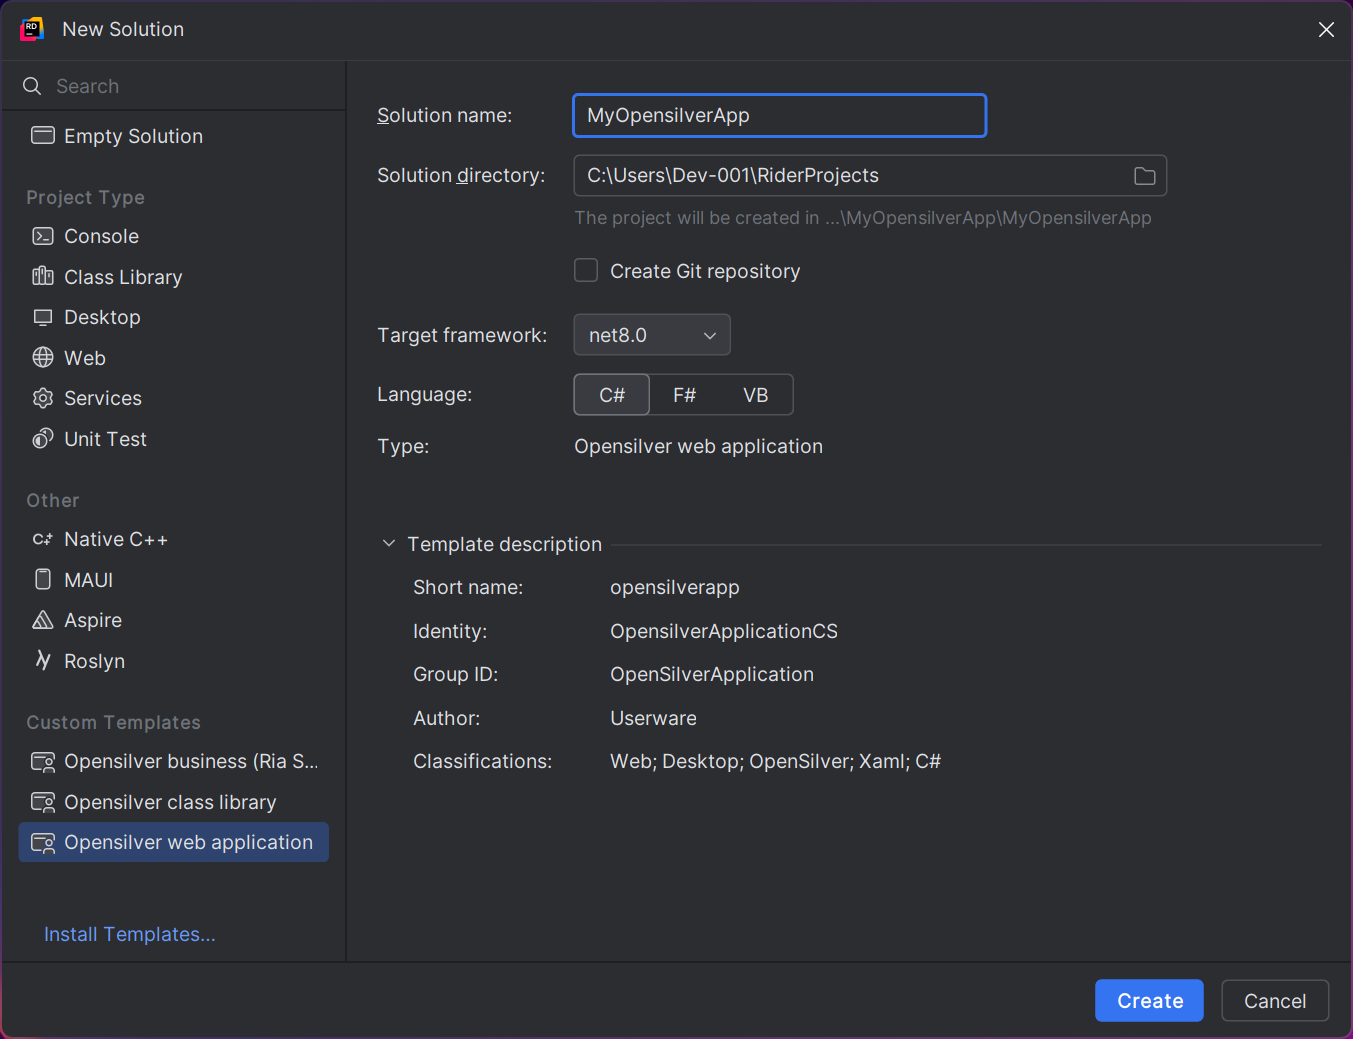 RD
New Solution
Search
Empty Solution
Project Type
Console
Class Library
Desktop
Web
Services
Unit Test
Other
Native C++
MAUI
Aspire
Roslyn
Custom Templates
Opensilver business (Ria S...
Opensilver class library
Opensilver web application
Install Templates...
Solution name: MyOpensilverApp
Solution directory: C:\Users\Dev-001\RiderProjects
The project will be created in ...\MyOpensilverApp\MyOpensilverApp
Create Git repository
Target framework: net8.0
Language: C# F# VB
Type: Opensilver web application
Template description
Short name: opensilverapp
Identity: OpensilverApplicationCS
Group ID: OpenSilverApplication
Author: Userware
Classifications: Web; Desktop; OpenSilver; Xaml; C#
Create Cancel